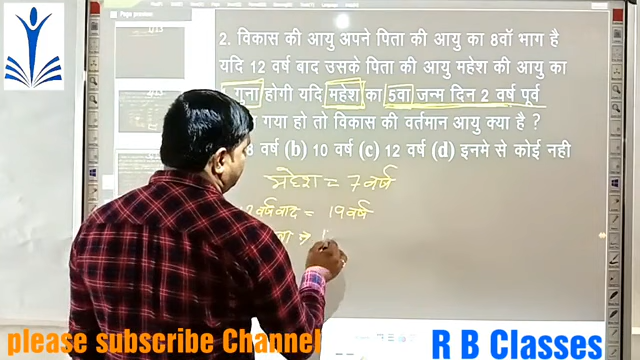 2. विकास की आयु अपने पिता की आयु का 8वॉ भाग है
यदि 12 वर्ष बाद उसके पिता की आयु महेश की आयु का
गुना होगी यदि महेश का 5वा जन्म दिन 2 वर्ष पूर्व
गया हो तो विकास की वर्तमान आयु क्या है ?
वर्ष (b) 10 वर्ष (c) 12 वर्ष (d) इनमे से कोई नही
महेश = 7 वर्ष
वर्ष बाद = 19 वर्ष
please subscribe Channel
R B Classes